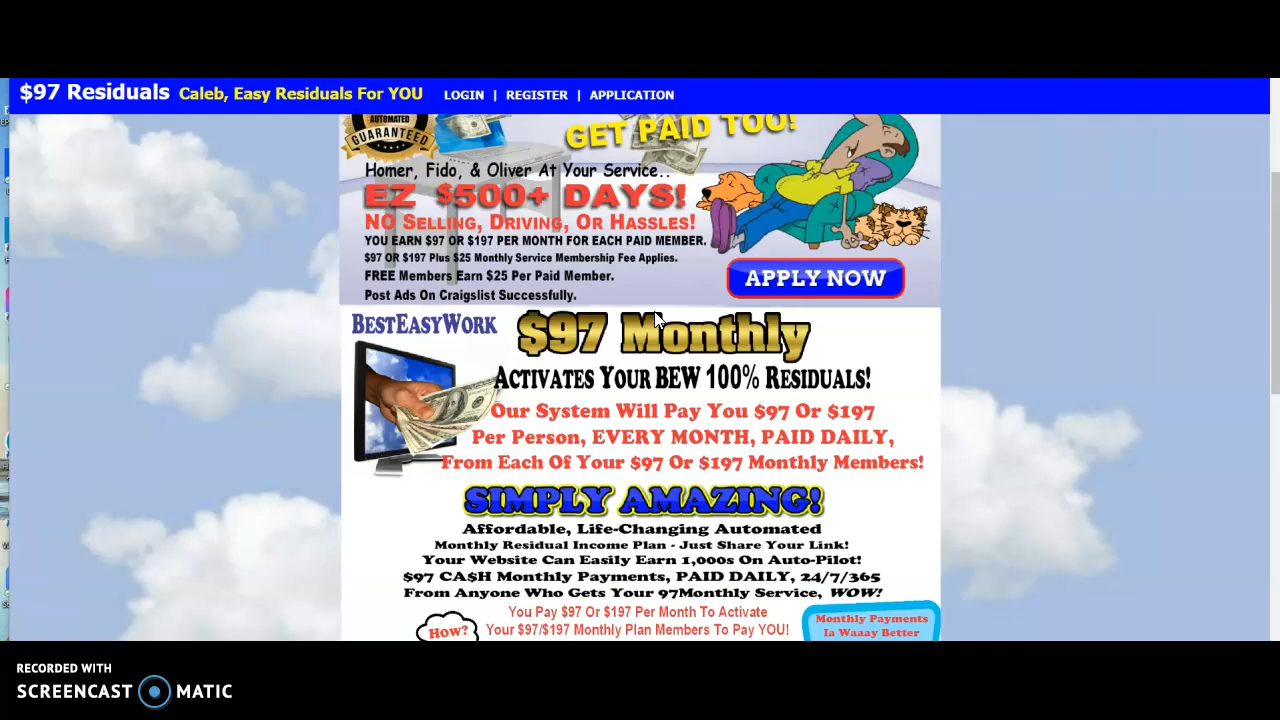 $97 Residuals Caleb, Easy Residuals For YOU LOGIN | REGISTER | APPLICATION
AUTOMATED
GUARANTEED
GET PAID TOO!
Homer, Fido, & Oliver At Your Service..
EZ $500+ DAYS!
NO SELLING, DRIVING, OR HASSLES!
YOU EARN $97 OR $197 PER MONTH FOR EACH PAID MEMBER.
$97 OR $197 Plus $25 Monthly Service Membership Fee Applies.
FREE Members Earn $25 Per Paid Member.
Post Ads On Craigslist Successfully.
APPLY NOW
BESTEASYWORK
$97 Monthly
ACTIVATES YOUR BEW 100% RESIDUALS!
Our System Will Pay You $97 Or $197
Per Person, EVERY MONTH, PAID DAILY,
From Each Of Your $97 Or $197 Monthly Members!
SIMPLY AMAZING!
Affordable, Life-Changing Automated
Monthly Residual Income Plan - Just Share Your Link!
Your Website Can Easily Earn 1,000s On Auto-Pilot!
$97 CA$H Monthly Payments, PAID DAILY, 24/7/365
From Anyone Who Gets Your 97Monthly Service, WOW!
How?
You Pay $97 Or $197 Per Month To Activate
Your $97/$197 Monthly Plan Members To Pay YOU!
Monthly Payments
Ia Waaay Better
RECORDED WITH
SCREENCAST MATIC